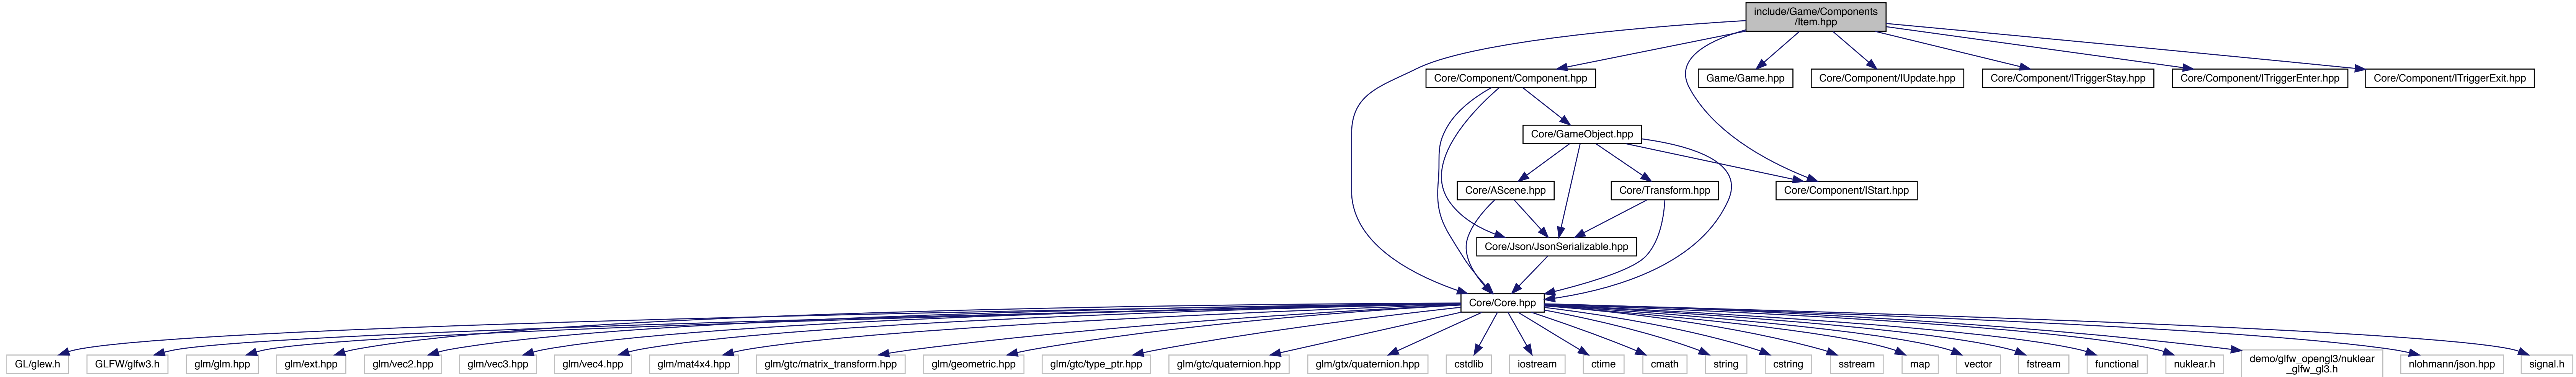 include/Game/Components
/Item.hpp
Core/Component/Component.hpp
Game/Game.hpp
Core/Component/IUpdate.hpp
Core/Component/ITriggerStay.hpp
Core/Component/ITriggerEnter.hpp
Core/Component/ITriggerExit.hpp
Core/GameObject.hpp
Core/AScene.hpp
Core/Transform.hpp
Core/Component/IStart.hpp
Core/Json/JsonSerializable.hpp
Core/Core.hpp
GL/glew.h
GLFW/glfw3.h
glm/glm.hpp
glm/ext.hpp
glm/vec2.hpp
glm/vec3.hpp
glm/vec4.hpp
glm/mat4x4.hpp
glm/gtc/matrix_transform.hpp
glm/geometric.hpp
glm/gtc/type_ptr.hpp
glm/gtc/quaternion.hpp
glm/gtx/quaternion.hpp
cstdlib
iostream
ctime
cmath
string
cstring
sstream
map
vector
fstream
functional
nuklear.h
demo/glfw_opengl3/nuklear
_glfw_gl3.h
nlohmann/json.hpp
signal.h